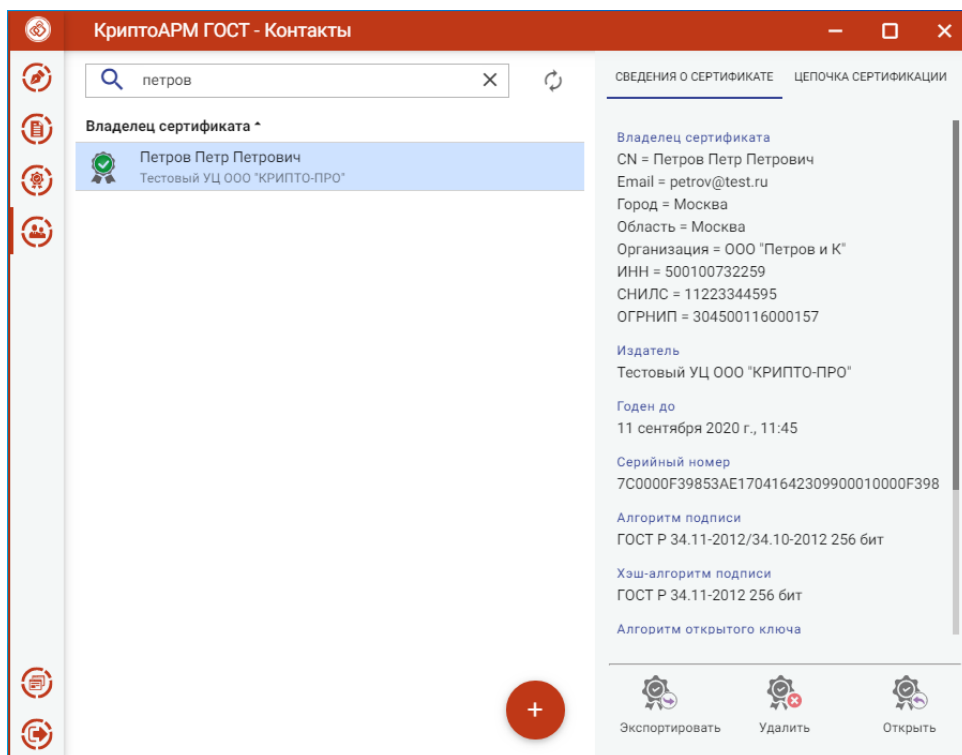 КриптоАРМ ГОСТ - Контакты
петров
Владелец сертификата
Петров Петр Петрович
Тестовый УЦ ООО "КРИПТО-ПРО"
СВЕДЕНИЯ О СЕРТИФИКАТЕ ЦЕПОЧКА СЕРТИФИКАЦИИ
Владелец сертификата
CN = Петров Петр Петрович
Email = petrov@test.ru
Город = Москва
Область = Москва
Организация = ООО "Петров и К"
ИНН = 500100732259
СНИЛС = 11223344595
ОГРНИП = 304500116000157
Издатель
Тестовый УЦ ООО "КРИПТО-ПРО"
Годен до
11 сентября 2020 г., 11:45
Серийный номер
7C0000F39853AE17041642309900010000F398
Алгоритм подписи
ГОСТ Р 34.11-2012/34.10-2012 256 бит
Хэш-алгоритм подписи
ГОСТ Р 34.11-2012 256 бит
Алгоритм открытого ключа
Экспортировать Удалить Открыть